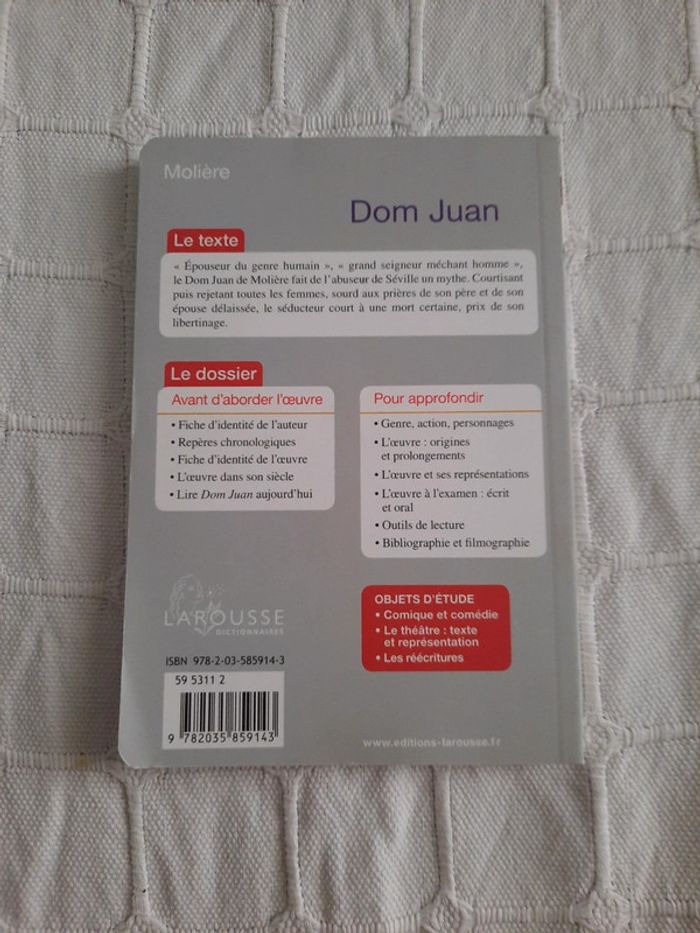 Molière
Dom Juan
Le texte
« Épouseur du genre humain », « grand seigneur méchant homme »,
le Dom Juan de Molière fait de l'abuseur de Séville un mythe. Courtisant
puis rejetant toutes les femmes, sourd aux prières de son père et de son
épouse délaissée, le séducteur court à une mort certaine, prix de son
libertinage.
Le dossier
Avant d'aborder l'œuvre
• Fiche d'identité de l'auteur
• Repères chronologiques
• Fiche d'identité de l'œuvre
• L'œuvre dans son siècle
• Lire Dom Juan aujourd'hui
Pour approfondir
• Genre, action, personnages
• L'œuvre : origines
et prolongements
• L'œuvre et ses représentations
• L'œuvre à l'examen : écrit
et oral
• Outils de lecture
• Bibliographie et filmographie
OBJETS D'ÉTUDE
• Comique et comédie
• Le théâtre : texte
et représentation
• Les réécritures
LAROUSSE
DICTIONNAIRES
ISBN 978-2-03-585914-3
59 5311 2
9 782035 859143
www.editions-larousse.fr